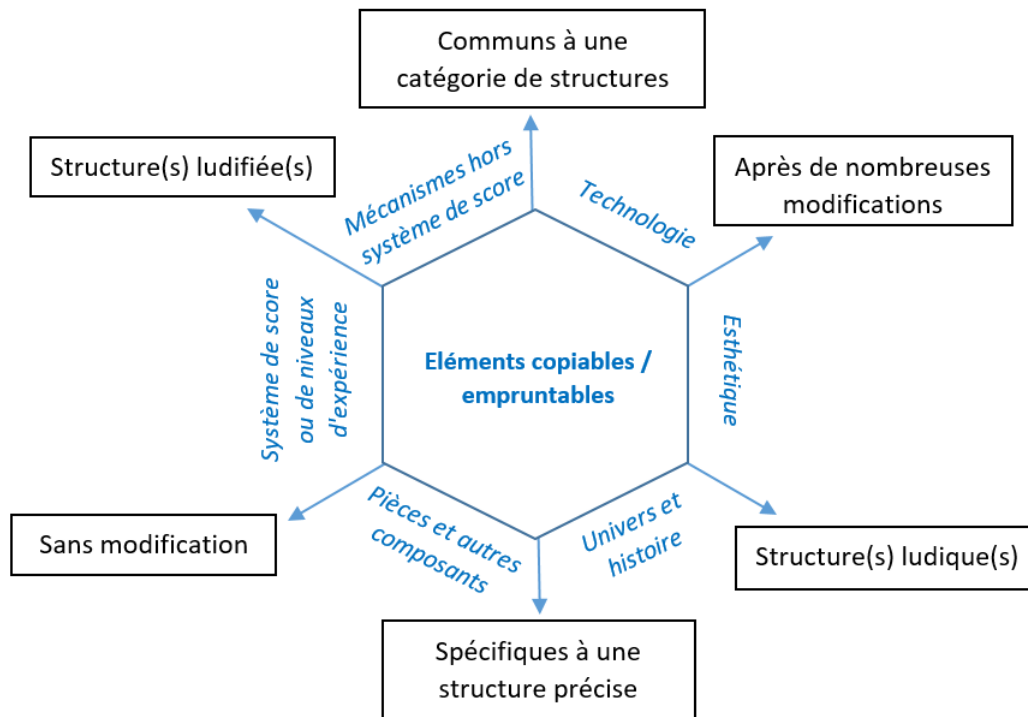 Communs à une
catégorie de structures
Structure(s) ludifiée(s)
Après de nombreuses
modifications
Mécanismes hors
système de score
Technologie
Système de score
ou de niveaux
d'expérience
Eléments copiables /
empruntables
Esthétique
Sans modification
Pièces et autres
composants
Univers et
histoire
Structure(s) ludique(s)
Spécifiques à une
structure précise